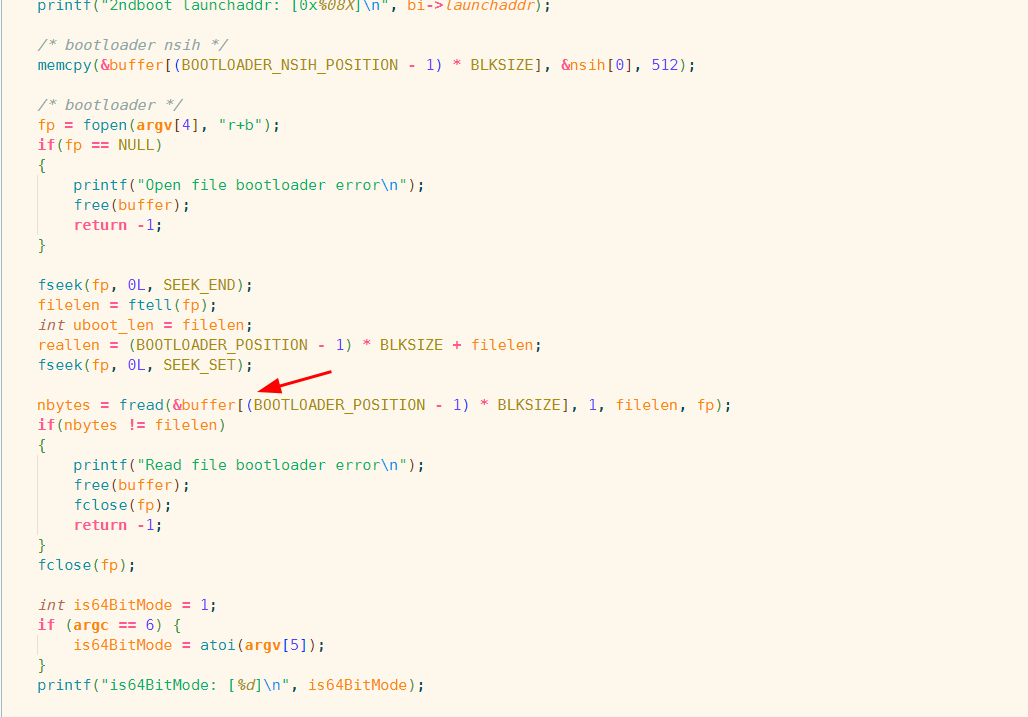 printf("2ndboot launchaddr: [0x%08X]\n", bi->launchaddr);
/* bootloader nsih */
memcpy(&buffer[(BOOTLOADER_NSIH_POSITION - 1) * BLKSIZE], &nsih[0], 512);
/* bootloader */
fp = fopen(argv[4], "r+b");
if(fp == NULL)
{
    printf("Open file bootloader error\n");
    free(buffer);
    return -1;
}
fseek(fp, 0L, SEEK_END);
filelen = ftell(fp);
int uboot_len = filelen;
reallen = (BOOTLOADER_POSITION - 1) * BLKSIZE + filelen;
fseek(fp, 0L, SEEK_SET);
nbytes = fread(&buffer[(BOOTLOADER_POSITION - 1) * BLKSIZE], 1, filelen, fp);
if(nbytes != filelen)
{
    printf("Read file bootloader error\n");
    free(buffer);
    fclose(fp);
    return -1;
}
fclose(fp);
int is64BitMode = 1;
if (argc == 6) {
    is64BitMode = atoi(argv[5]);
}
printf("is64BitMode: [%d]\n", is64BitMode);